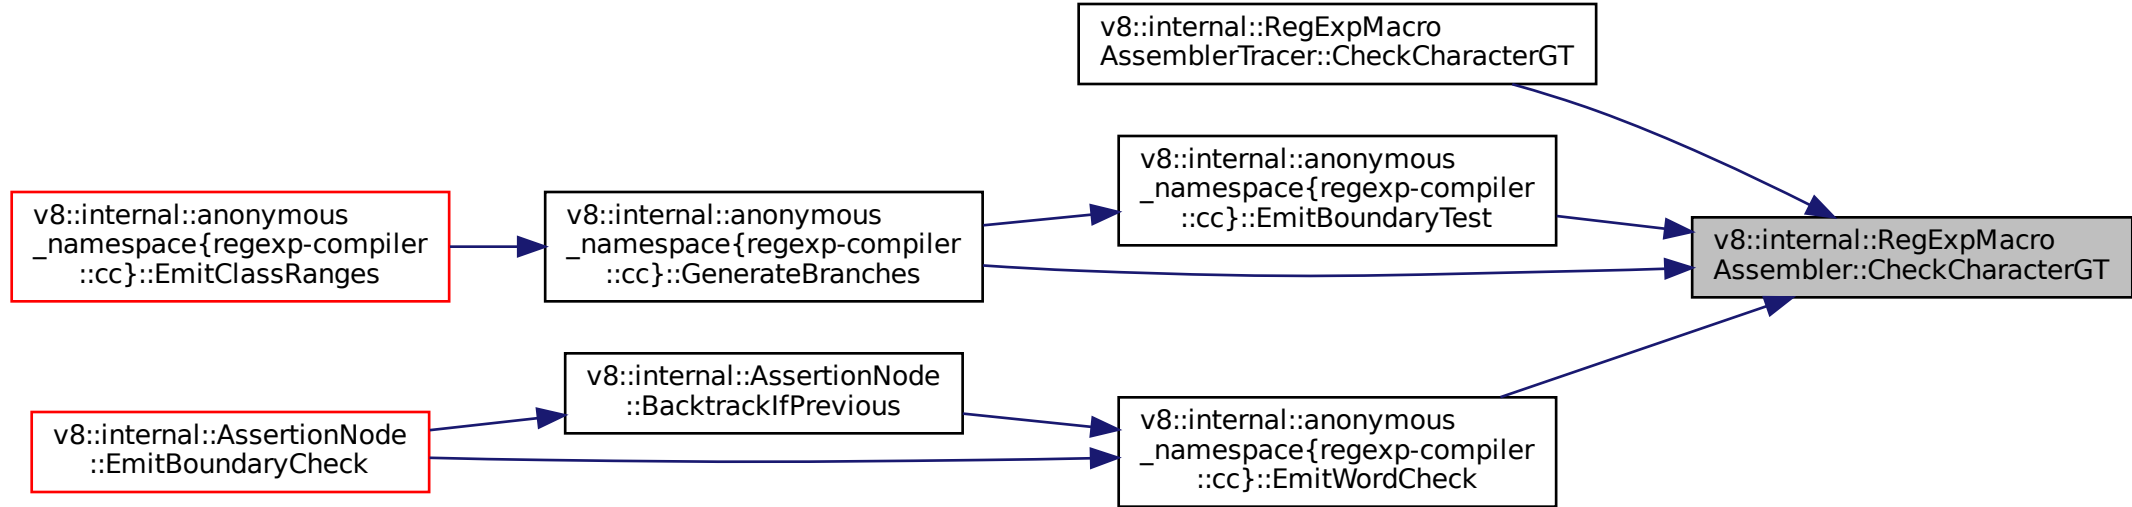 v8::internal::RegExpMacro
AssemblerTracer::CheckCharacterGT
v8::internal::anonymous
_namespace{regexp-compiler
::cc}::EmitBoundaryTest
v8::internal::anonymous
_namespace{regexp-compiler
::cc}::EmitClassRanges
v8::internal::anonymous
_namespace{regexp-compiler
::cc}::GenerateBranches
v8::internal::RegExpMacro
Assembler::CheckCharacterGT
v8::internal::AssertionNode
::BacktrackIfPrevious
v8::internal::AssertionNode
::EmitBoundaryCheck
v8::internal::anonymous
_namespace{regexp-compiler
::cc}::EmitWordCheck